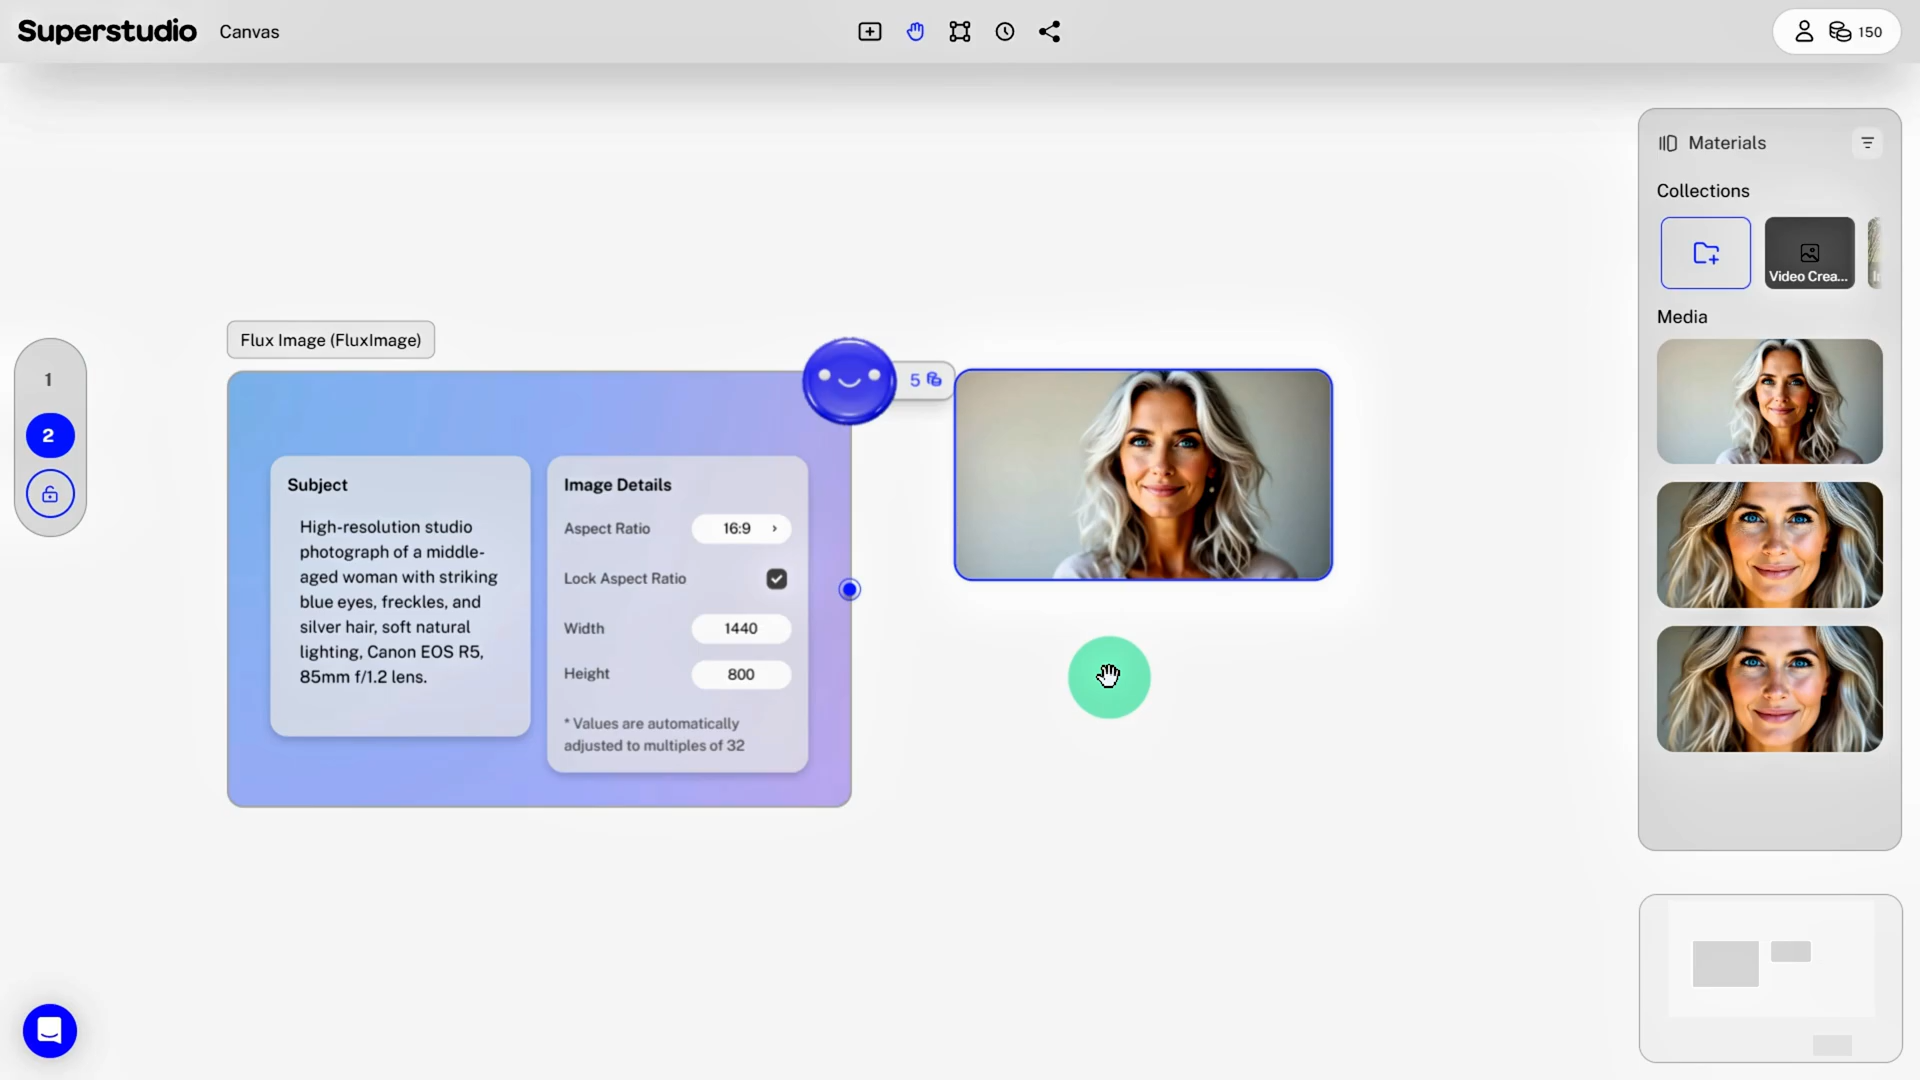 Superstudio Canvas
150
Materials
Collections
Video Crea...
Media
1
2
Flux Image (FluxImage)
5
Subject
High-resolution studio
photograph of a middle-
aged woman with striking
blue eyes, freckles, and
silver hair, soft natural
lighting, Canon EOS R5,
85mm f/1.2 lens.
Image Details
Aspect Ratio 16:9
Lock Aspect Ratio
Width 1440
Height 800
* Values are automatically
adjusted to multiples of 32